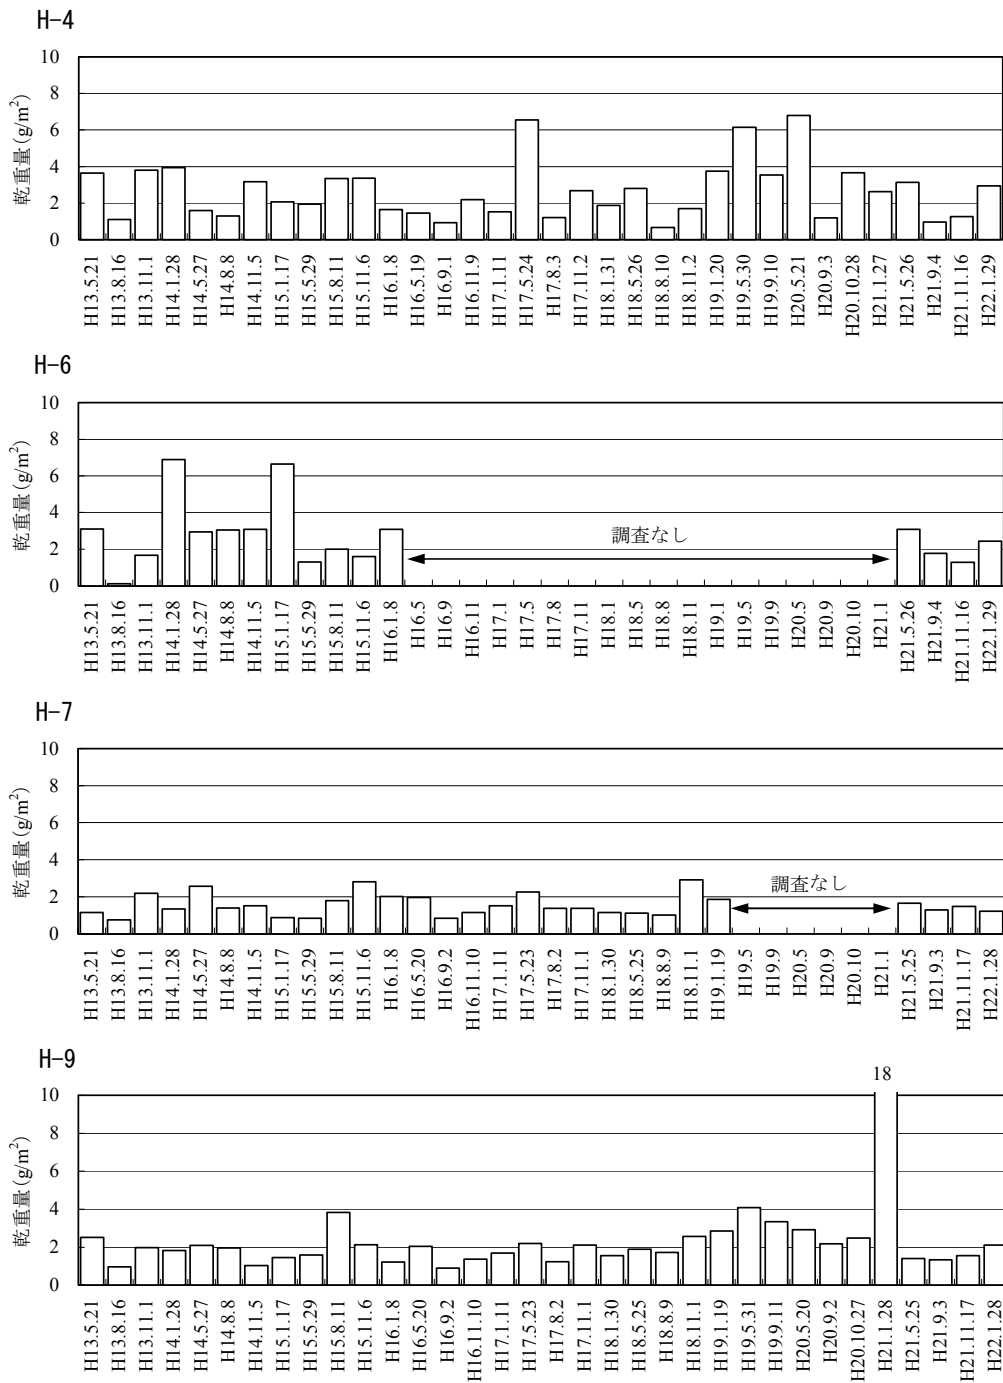 H-4
乾重量(g/m²)
10
8
6
4
2
0
H13.5.21
H13.8.16
H13.11.1
H14.1.28
H14.5.27
H14.8.8
H14.11.5
H15.1.17
H15.5.29
H15.8.11
H15.11.6
H16.1.8
H16.5.19
H16.9.1
H16.11.9
H17.1.11
H17.5.24
H17.8.3
H17.11.2
H18.1.31
H18.5.26
H18.8.10
H18.11.2
H19.1.20
H19.5.30
H19.9.10
H20.5.21
H20.9.3
H20.10.28
H21.1.27
H21.5.26
H21.9.4
H21.11.16
H22.1.29
H-6
乾重量(g/m²)
10
8
6
4
2
0
調査なし
H13.5.21
H13.8.16
H13.11.1
H14.1.28
H14.5.27
H14.8.8
H14.11.5
H15.1.17
H15.5.29
H15.8.11
H15.11.6
H16.1.8
H16.5
H16.9
H16.11
H17.1
H17.5
H17.8
H17.11
H18.1
H18.5
H18.8
H18.11
H19.1
H19.5
H19.9
H20.5
H20.9
H20.10
H21.1
H21.5.26
H21.9.4
H21.11.16
H22.1.29
H-7
乾重量(g/m²)
10
8
6
4
2
0
調査なし
H13.5.21
H13.8.16
H13.11.1
H14.1.28
H14.5.27
H14.8.8
H14.11.5
H15.1.17
H15.5.29
H15.8.11
H15.11.6
H16.1.8
H16.5.20
H16.9.2
H16.11.10
H17.1.11
H17.5.23
H17.8.2
H17.11.1
H18.1.30
H18.5.25
H18.8.9
H18.11.1
H19.1.19
H19.5
H19.9
H20.5
H20.9
H20.10
H21.1
H21.5.25
H21.9.3
H21.11.17
H22.1.28
H-9
18
乾重量(g/m²)
10
8
6
4
2
0
H13.5.21
H13.8.16
H13.11.1
H14.1.28
H14.5.27
H14.8.8
H14.11.5
H15.1.17
H15.5.29
H15.8.11
H15.11.6
H16.1.8
H16.5.20
H16.9.2
H16.11.10
H17.1.11
H17.5.23
H17.8.2
H17.11.1
H18.1.30
H18.5.25
H18.8.9
H18.11.1
H19.1.19
H19.5.31
H19.9.11
H20.5.20
H20.9.2
H20.10.27
H21.1.28
H21.5.25
H21.9.3
H21.11.17
H22.1.28